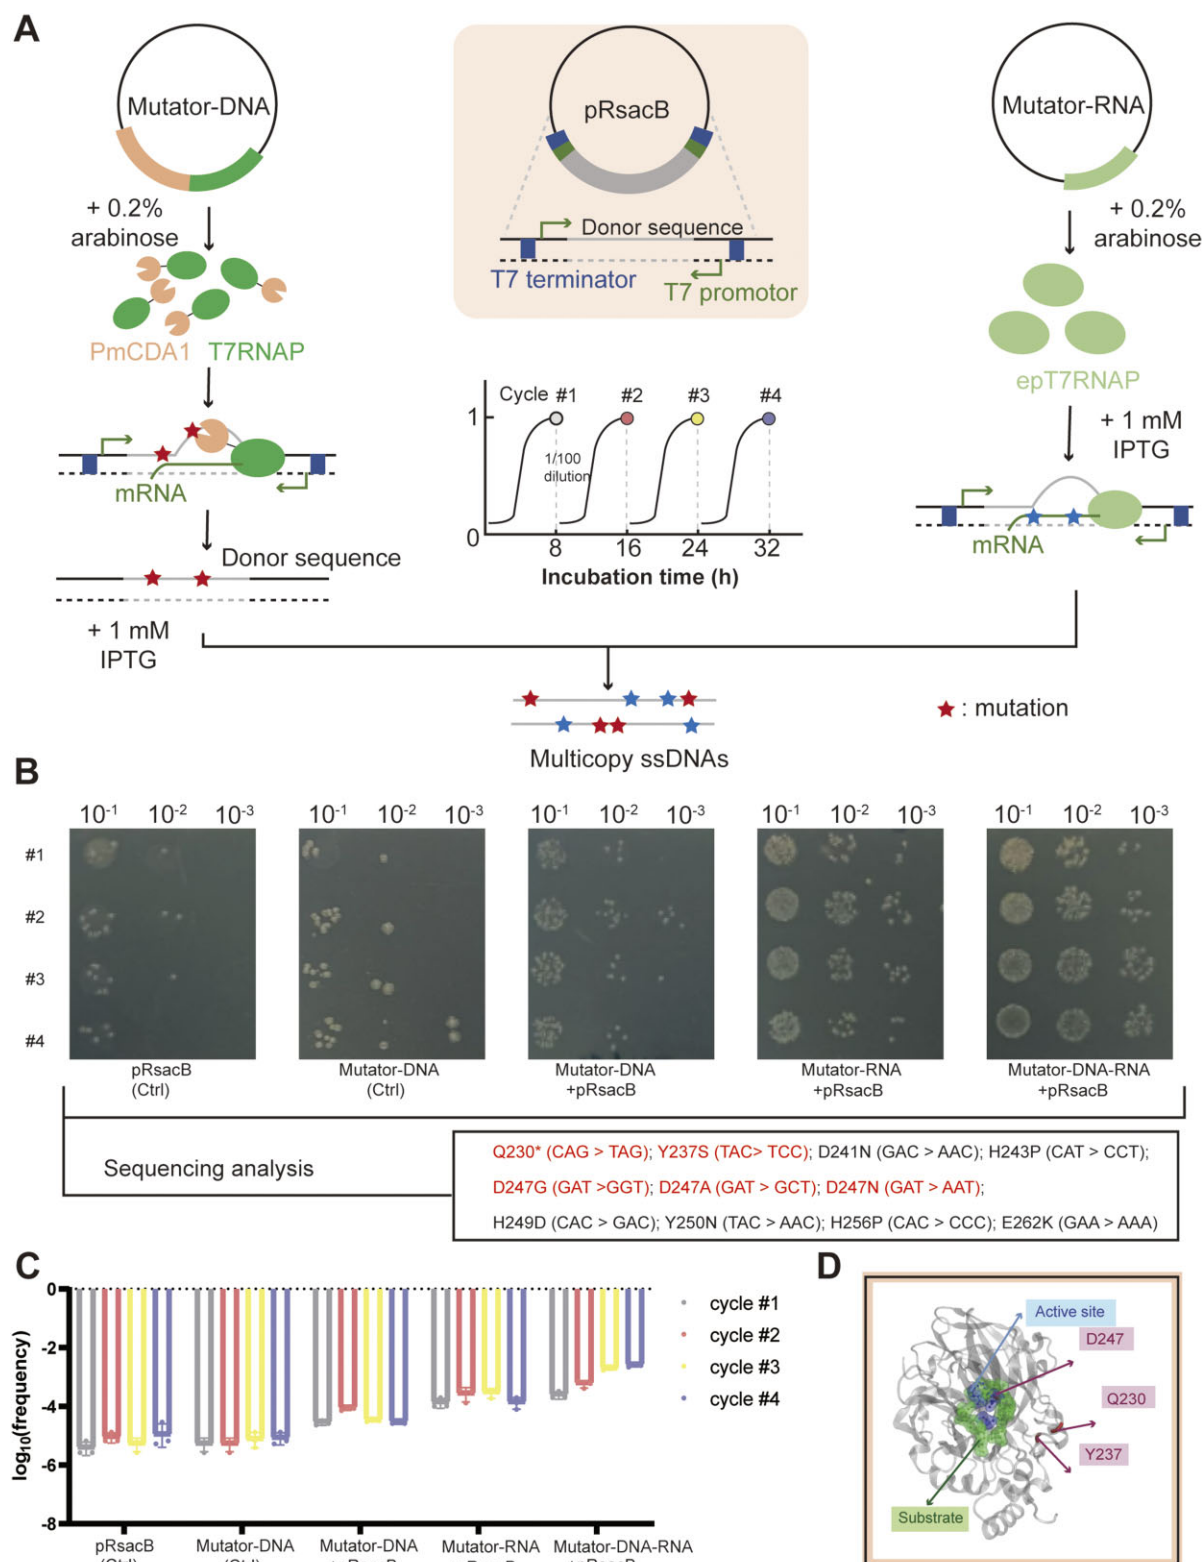 A
Mutator-DNA
pRsacB
Mutator-RNA
+ 0.2%
arabinose
Donor sequence
T7 terminator
T7 promotor
+ 0.2%
arabinose
PmCDA1 T7RNAP
epT7RNAP
mRNA
Cycle #1 #2 #3 #4
1
1/100
dilution
0
8 16 24 32
Incubation time (h)
+ 1 mM
IPTG
mRNA
Donor sequence
+ 1 mM
IPTG
Multicopy ssDNAs
: mutation
B
10-1 10-2 10-3 10-1 10-2 10-3 10-1 10-2 10-3 10-1 10-2 10-3 10-1 10-2 10-3
#1
#2
#3
#4
pRsacB
(Ctrl)
Mutator-DNA
(Ctrl)
Mutator-DNA
+pRsacB
Mutator-RNA
+pRsacB
Mutator-DNA-RNA
+pRsacB
Sequencing analysis
Q230* (CAG > TAG); Y237S (TAC> TCC); D241N (GAC > AAC); H243P (CAT > CCT);
D247G (GAT >GGT); D247A (GAT > GCT); D247N (GAT > AAT);
H249D (CAC > GAC); Y250N (TAC > AAC); H256P (CAC > CCC); E262K (GAA > AAA)
C
log10(frequency)
0
-2
-4
-6
-8
cycle #1
cycle #2
cycle #3
cycle #4
pRsacB
Mutator-DNA
Mutator-DNA
Mutator-RNA
Mutator-DNA-RNA
D
Active site
D247
Q230
Y237
Substrate